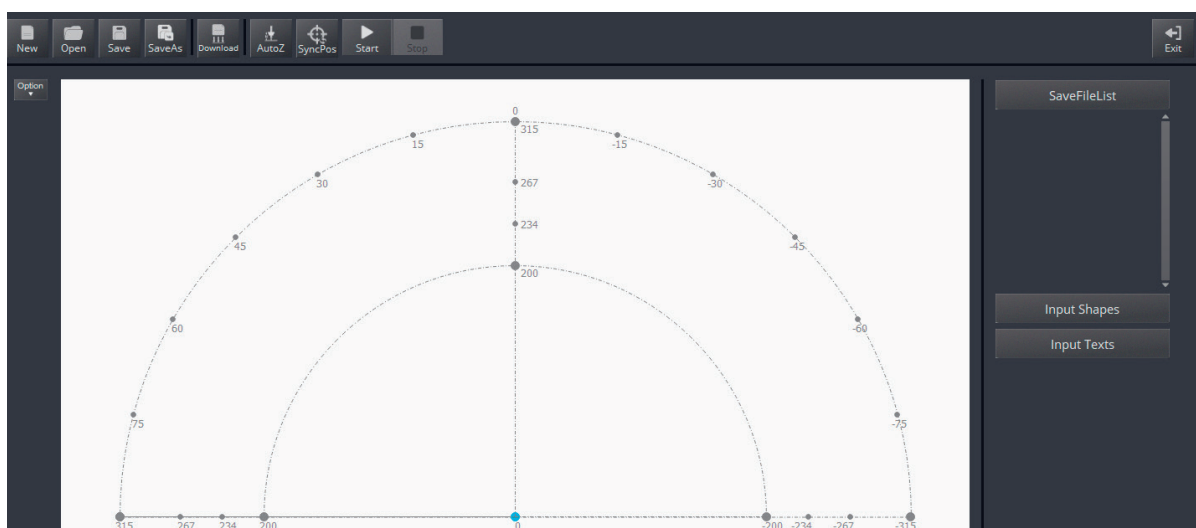 New Open Save SaveAs Download AutoZ SyncPos Start Stop Exit
Option
SaveFileList
0
315
15 -15
267
30 -30
234
45 -45
200
Input Shapes
60 -60
Input Texts
75 -75
315 267 234 200 0 -200 -234 -267 -315